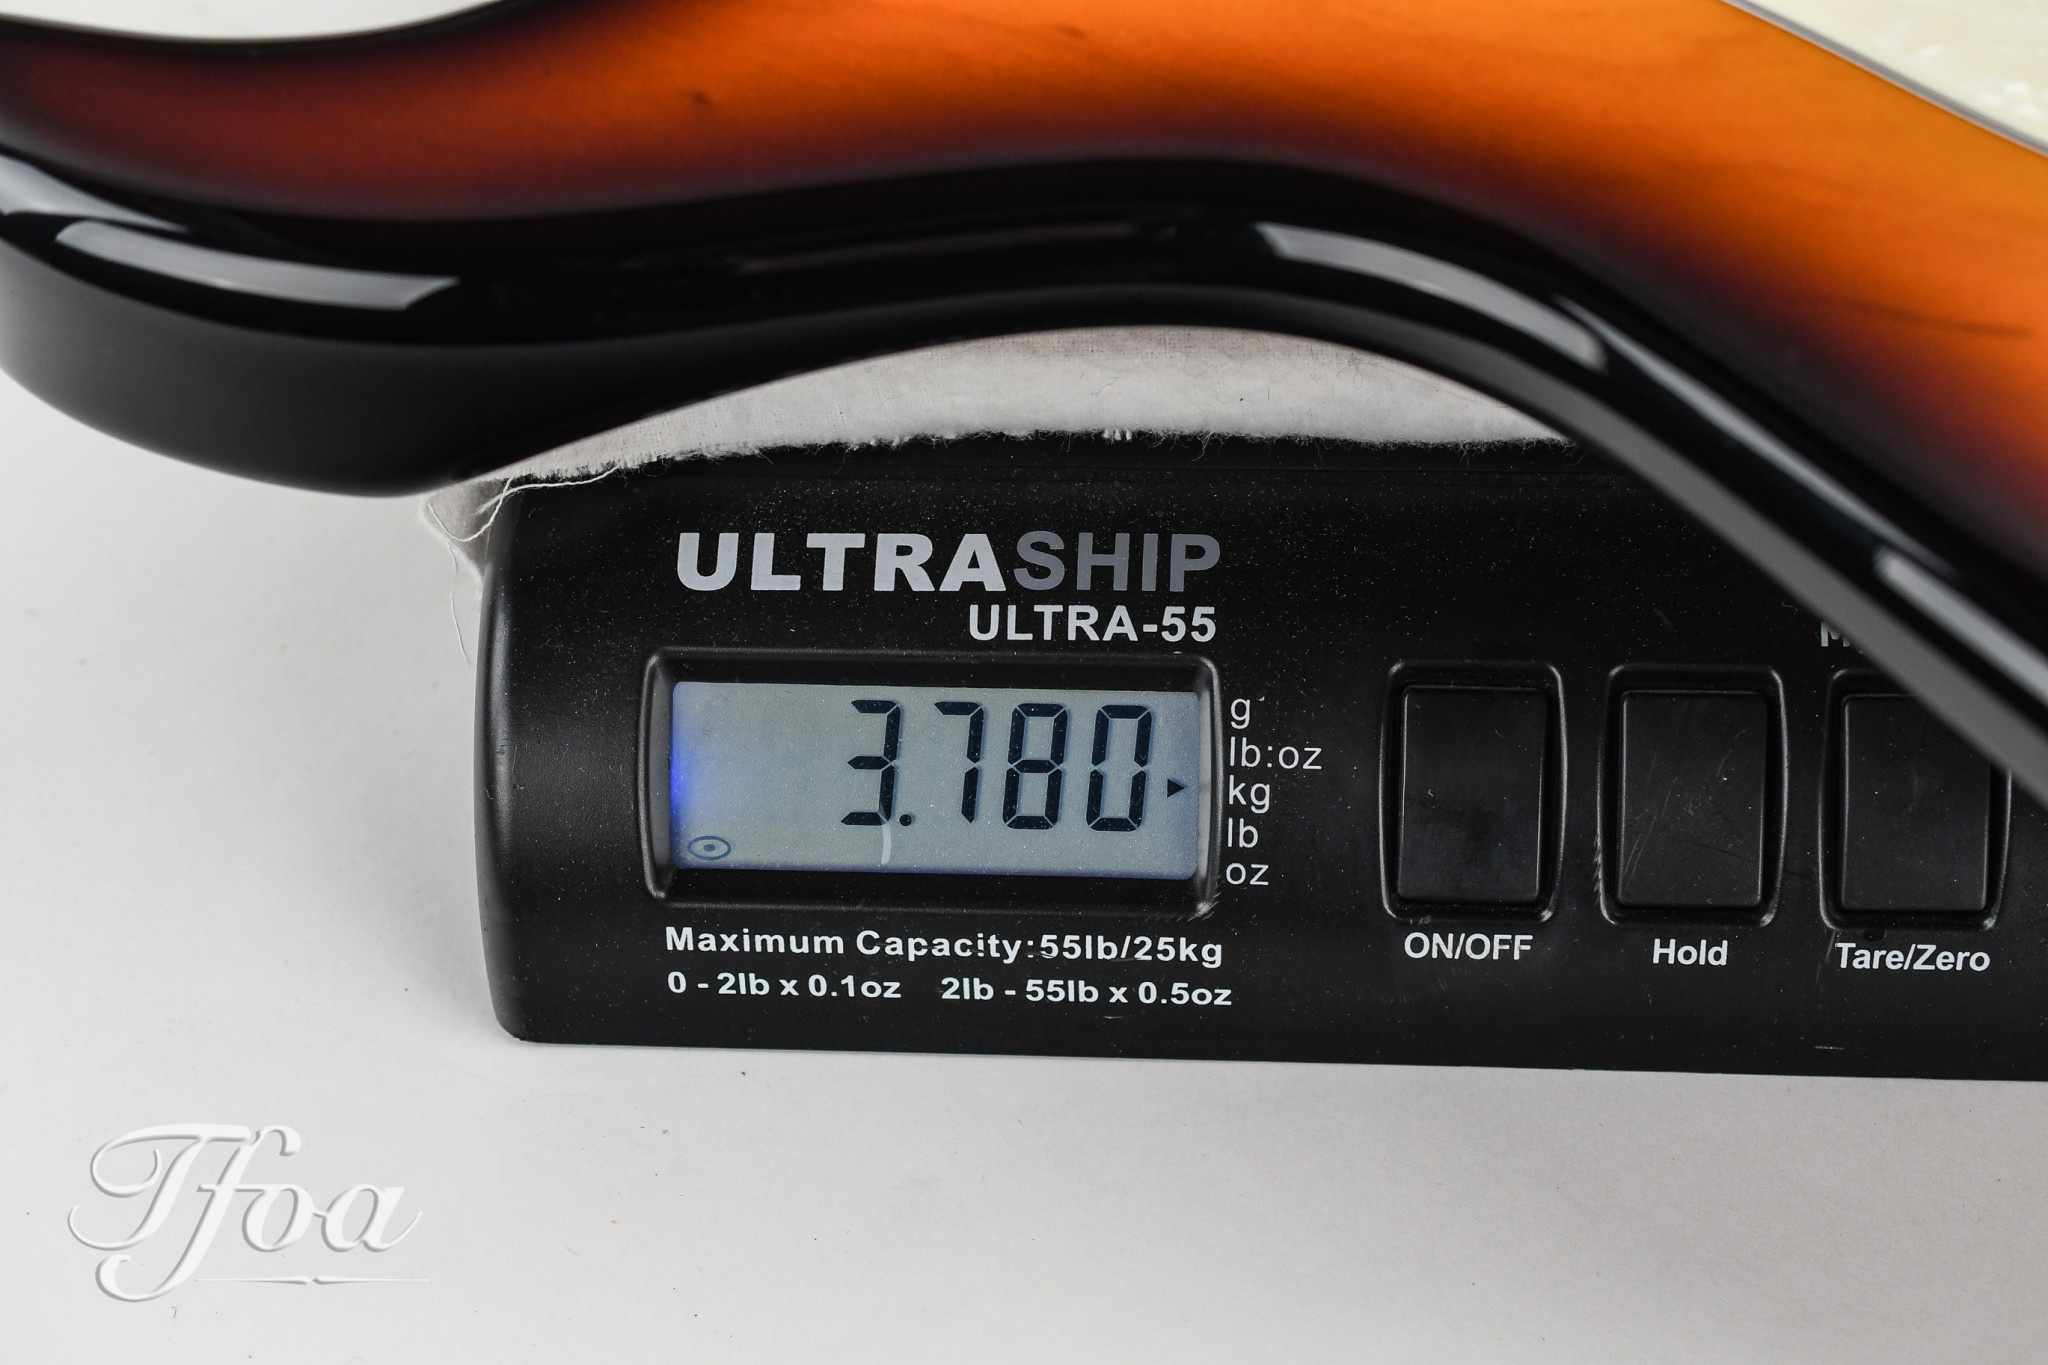 ULTRASHIP
ULTRA-55
3.780
g
lb:oz
kg
lb
oz
Maximum Capacity:55lb/25kg
0 - 2lb x 0.1oz 2lb - 55lb x 0.5oz
ON/OFF
Hold
Tare/Zero
Tfoa